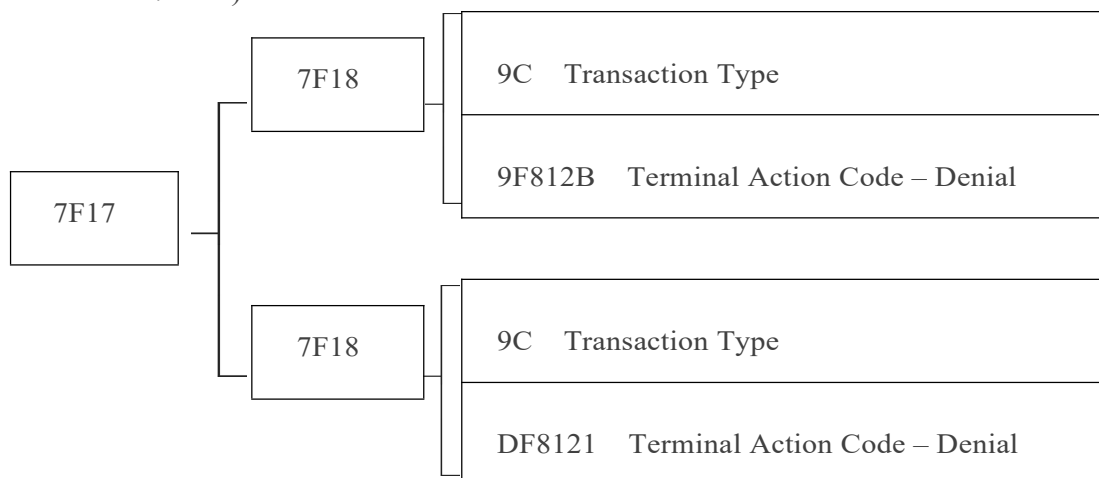 7F18
9C Transaction Type
9F812B Terminal Action Code – Denial
7F17
7F18
9C Transaction Type
DF8121 Terminal Action Code – Denial